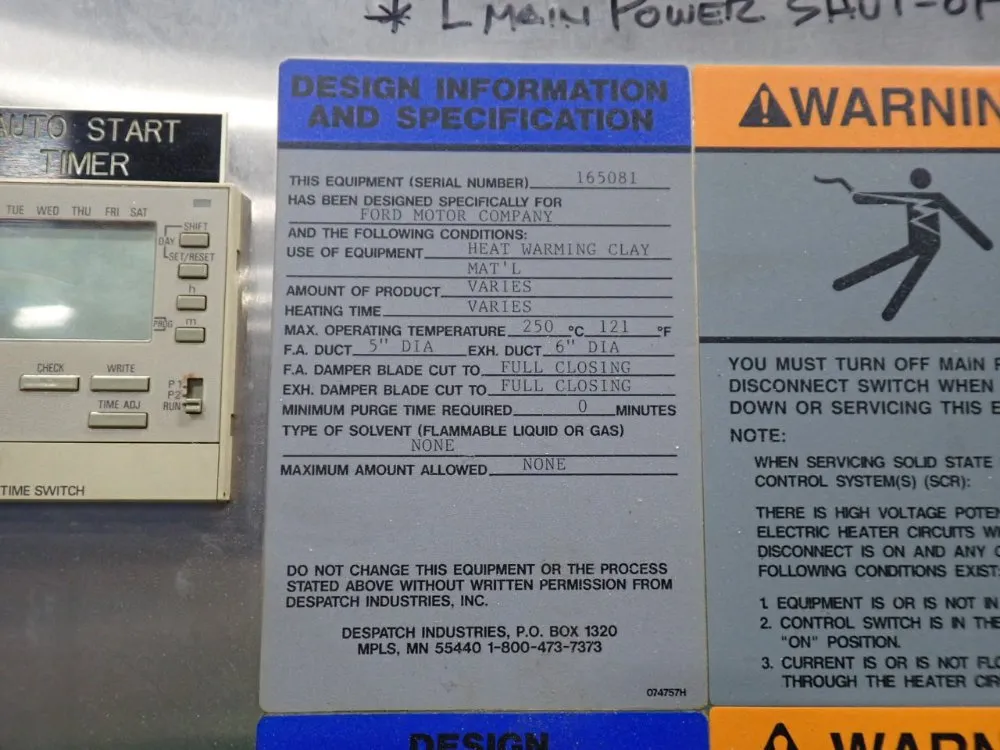 * L MAIN POWER SHUT-OFF
AUTO START
TIMER
TUE WED THU FRI SAT
SHIFT
DAY
SET/RESET
h
PROG
m
CHECK
WRITE
TIME ADJ
P1
P2
RUN
TIME SWITCH
DESIGN INFORMATION
AND SPECIFICATION
THIS EQUIPMENT (SERIAL NUMBER) 165081
HAS BEEN DESIGNED SPECIFICALLY FOR
FORD MOTOR COMPANY
AND THE FOLLOWING CONDITIONS:
USE OF EQUIPMENT HEAT WARMING CLAY
MAT'L
AMOUNT OF PRODUCT VARIES
HEATING TIME VARIES
MAX. OPERATING TEMPERATURE 250 °C 121 °F
F.A. DUCT 5" DIA EXH. DUCT 6" DIA
F.A. DAMPER BLADE CUT TO FULL CLOSING
EXH. DAMPER BLADE CUT TO FULL CLOSING
MINIMUM PURGE TIME REQUIRED 0 MINUTES
TYPE OF SOLVENT (FLAMMABLE LIQUID OR GAS)
NONE
MAXIMUM AMOUNT ALLOWED NONE
DO NOT CHANGE THIS EQUIPMENT OR THE PROCESS
STATED ABOVE WITHOUT WRITTEN PERMISSION FROM
DESPATCH INDUSTRIES, INC.
DESPATCH INDUSTRIES, P.O. BOX 1320
MPLS, MN 55440 1-800-473-7373
074757H
DESIGN
WARNIN
YOU MUST TURN OFF MAIN
DISCONNECT SWITCH WHEN
DOWN OR SERVICING THIS E
NOTE:
WHEN SERVICING SOLID STATE
CONTROL SYSTEM(S) (SCR):
THERE IS HIGH VOLTAGE POTEN
ELECTRIC HEATER CIRCUITS W
DISCONNECT IS ON AND ANY
FOLLOWING CONDITIONS EXIST:
1. EQUIPMENT IS OR IS NOT IN
2. CONTROL SWITCH IS IN THE
"ON" POSITION.
3. CURRENT IS OR IS NOT FLO
THROUGH THE HEATER CIR
WARN